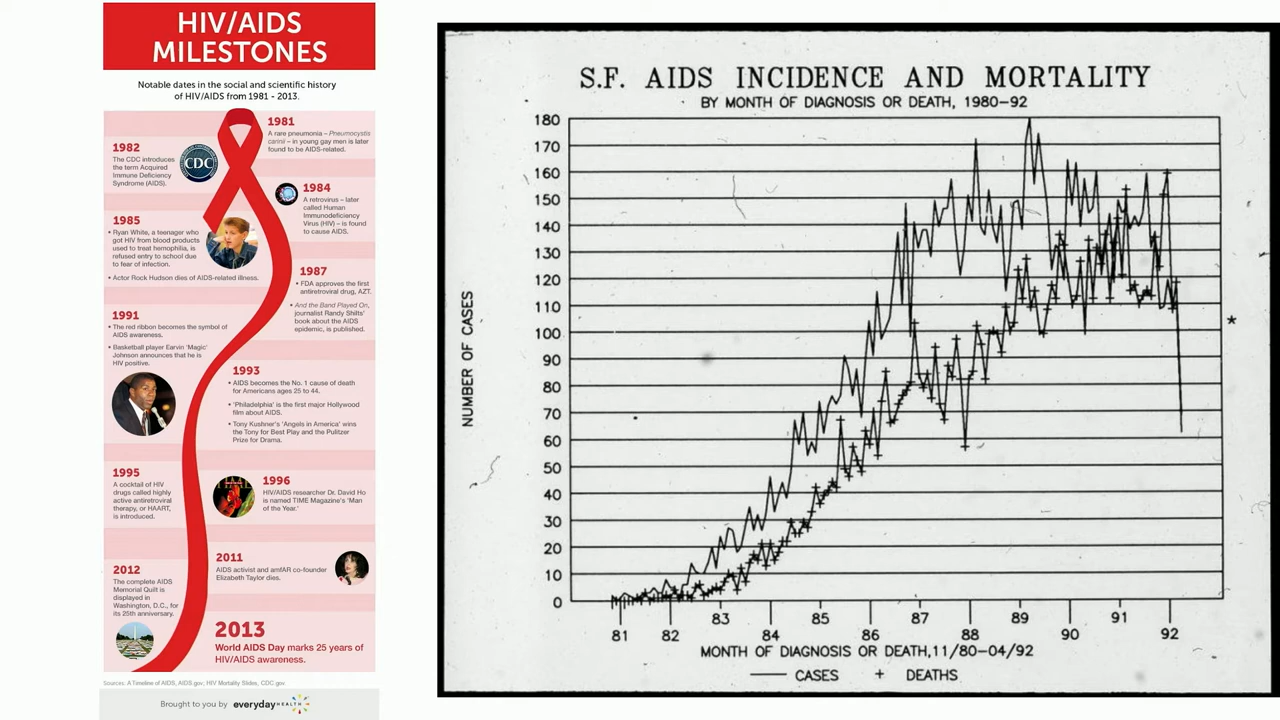 HIV/AIDS
MILESTONES
Notable dates in the social and scientific history
of HIV/AIDS from 1981 - 2013.
1981
A rare pneumonia – Pneumocystis
carinii – in young gay men is later
found to be AIDS-related.
1982
The CDC introduces
the term Acquired
Immune Deficiency
Syndrome (AIDS).
CDC
1984
A retrovirus – later
called Human
Immunodeficiency
Virus (HIV) – is found
to cause AIDS.
1985
• Ryan White, a teenager who
got HIV from blood products
used to treat hemophilia, is
refused entry to school due
to fear of infection.
• Actor Rock Hudson dies of AIDS-related illness.
1987
• FDA approves the first
antiretroviral drug, AZT.
• And the Band Played On,
journalist Randy Shilts'
book about the AIDS
epidemic, is published.
1991
• The red ribbon becomes the symbol of
AIDS awareness.
• Basketball player Earvin 'Magic'
Johnson announces that he is
HIV positive.
1993
• AIDS becomes the No. 1 cause of death
for Americans ages 25 to 44.
• 'Philadelphia' is the first major Hollywood
film about AIDS.
• Tony Kushner's 'Angels in America' wins
the Tony for Best Play and the Pulitzer
Prize for Drama.
1995
A cocktail of HIV
drugs called highly
active antiretroviral
therapy, or HAART,
is introduced.
TIME
1996
HIV/AIDS researcher Dr. David Ho
is named TIME Magazine's 'Man
of the Year.'
2011
AIDS activist and amfAR co-founder
Elizabeth Taylor dies.
2012
The complete AIDS
Memorial Quilt is
displayed in
Washington, D.C., for
its 25th anniversary.
2013
World AIDS Day marks 25 years of
HIV/AIDS awareness.
Sources: A Timeline of AIDS, AIDS.gov; HIV Mortality Slides, CDC.gov.
Brought to you by everyday HEALTH
S.F. AIDS INCIDENCE AND MORTALITY
BY MONTH OF DIAGNOSIS OR DEATH, 1980-92
NUMBER OF CASES
180
170
160
150
140
130
120
110
100
90
80
70
60
50
40
30
20
10
0
*
81 82 83 84 85 86 87 88 89 90 91 92
MONTH OF DIAGNOSIS OR DEATH,11/80-04/92
CASES + DEATHS